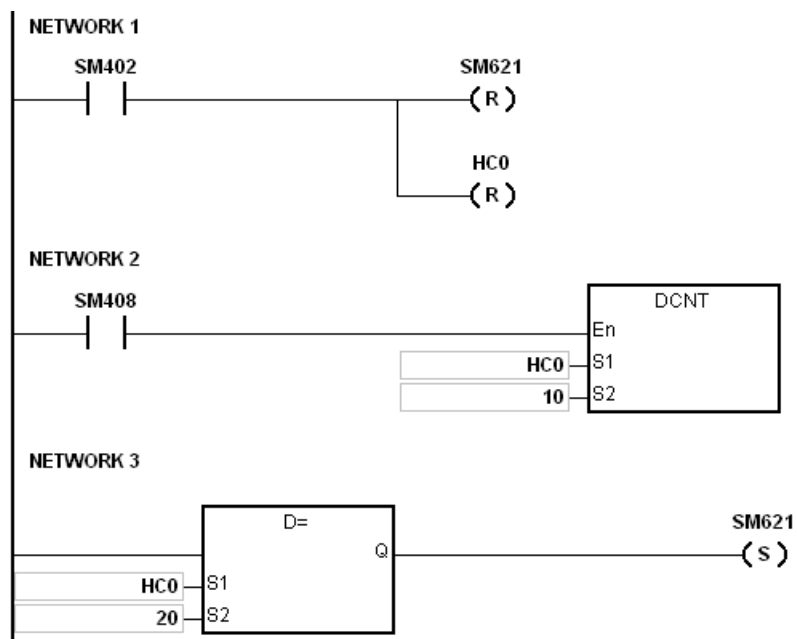 NETWORK 1
SM402 SM621
( R )
HC0
( R )
NETWORK 2
SM408 DCNT
En
HC0 S1
10 S2
NETWORK 3
D= SM621
Q ( S )
HC0 S1
20 S2